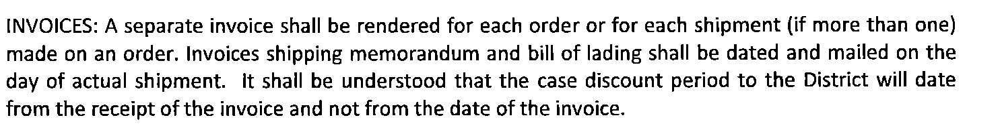 INVOICES: A separate invoice shall be rendered for each order or for each shipment (if more than one)
made on an order. Invoices shipping memorandum and bill of lading shall be dated and mailed on the
day of actual shipment.  It shall be understood that the case discount period to the District will date
from the receipt of the invoice and not from the date of the invoice.